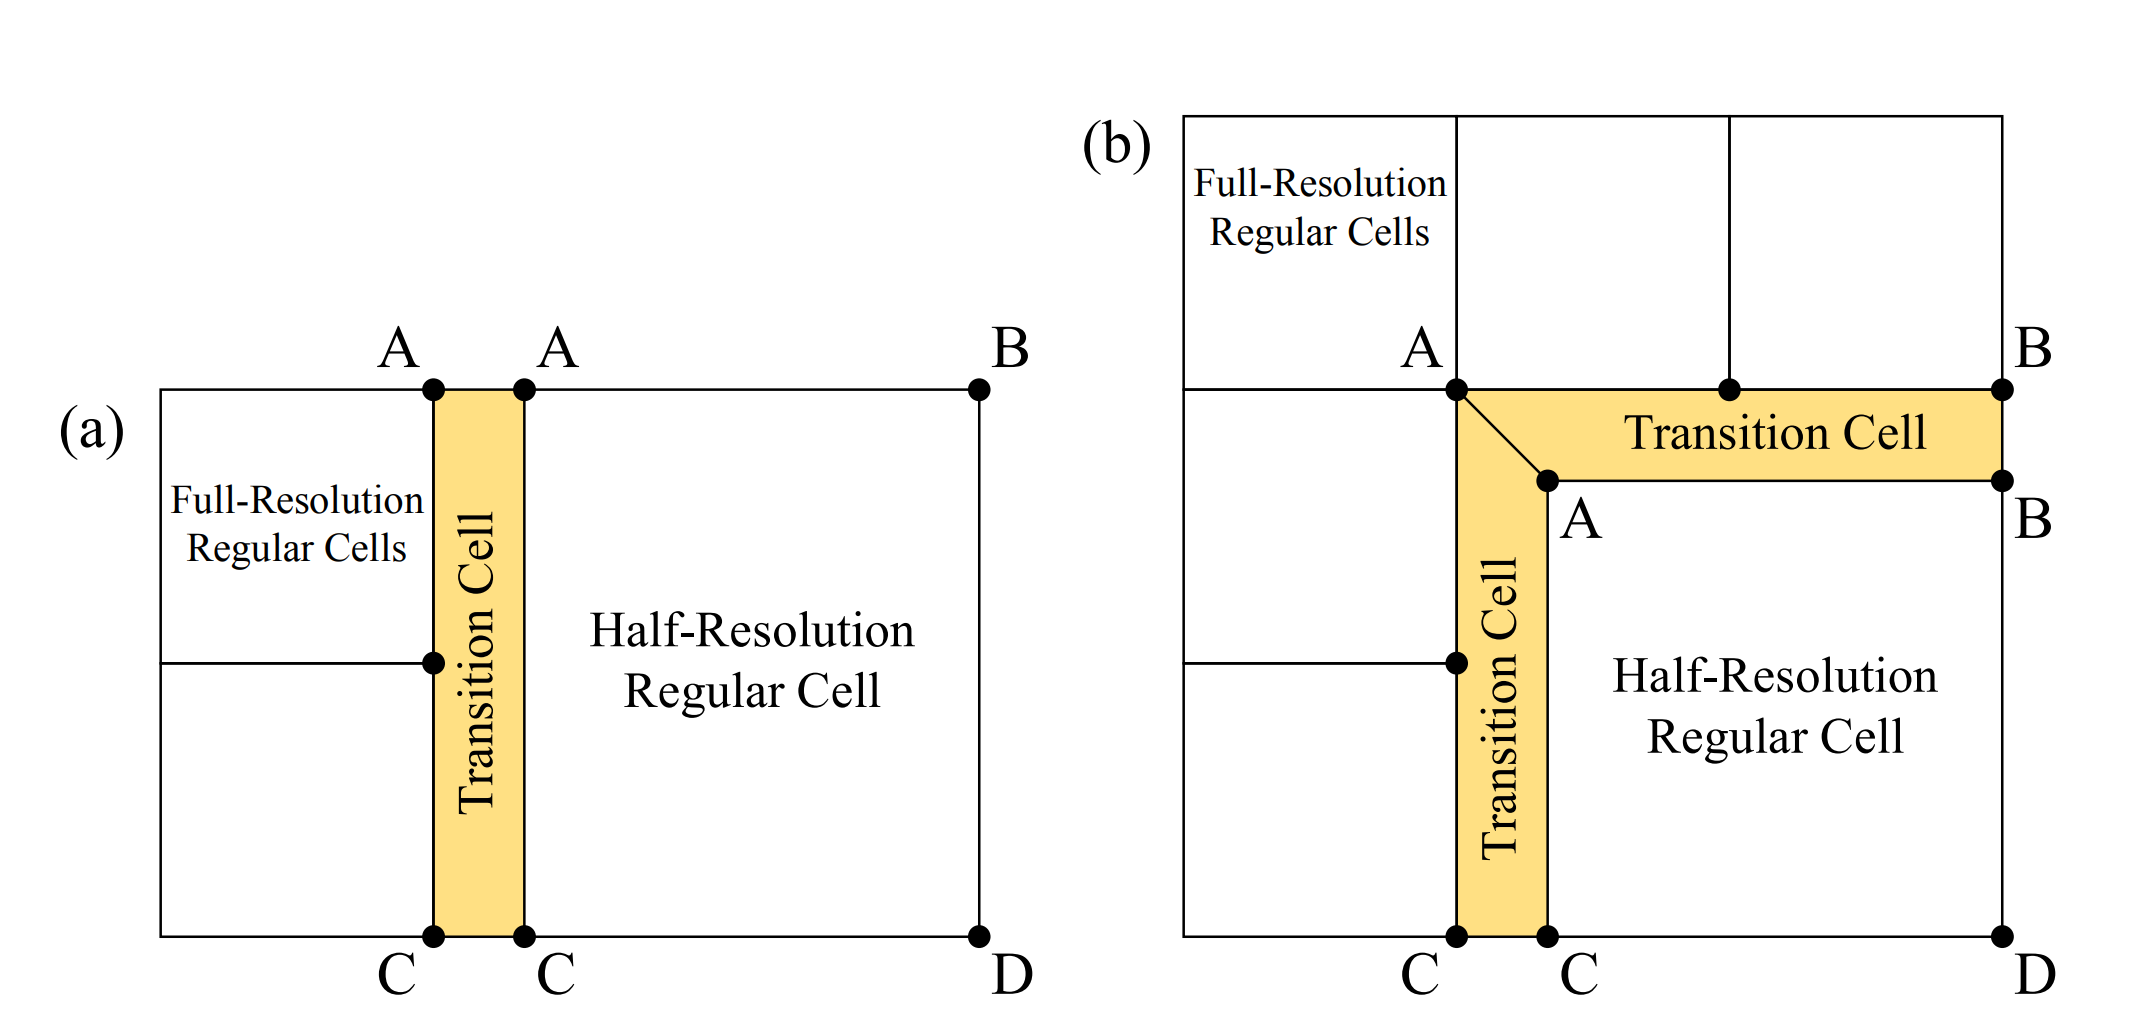 (a)
A
A
B
Full-Resolution
Regular Cells
Transition Cell
Half-Resolution
Regular Cell
C
C
D
(b)
Full-Resolution
Regular Cells
A
B
Transition Cell
A
B
Transition Cell
Half-Resolution
Regular Cell
C
C
D